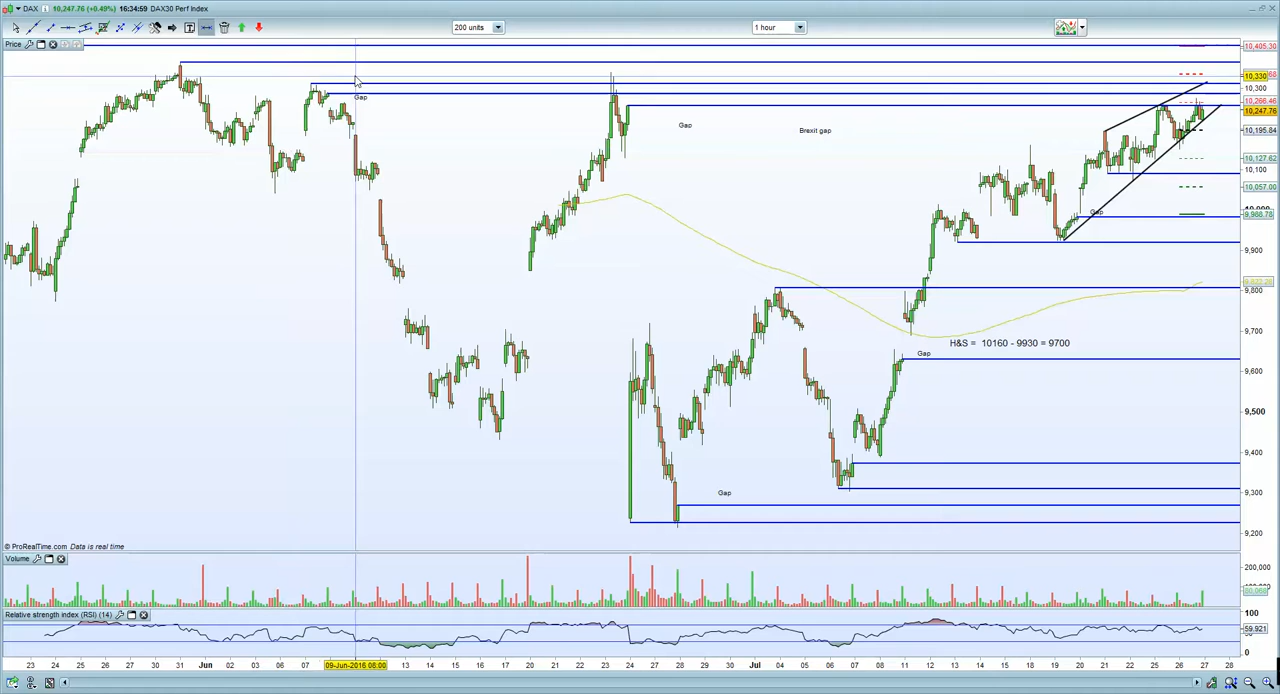 DAX 10,247.76 (+0.49%) 16:34:59 DAX30 Perf Index
200 units
1 hour
Price
10,405.30
10,330
10,300
10,266.46
10,247.76
10,195.84
10,127.62
10,100
10,057.00
9,988.78
9,900
9,800
9,700
9,600
9,500
9,400
9,300
9,200
Gap
Gap
Brexit gap
Gap
H&S = 10160 - 9930 = 9700
Gap
Gap
© ProRealTime.com Data is real time
Volume
200,000
Relative strength index (RSI) (14)
100
59.921
0
23 24 25 26 27 30 31 Jun 02 03 06 07 09-Jun-2016 08:00 13 14 15 16 17 20 21 22 23 24 27 28 29 30 Jul 04 05 06 07 08 11 12 13 14 15 18 19 20 21 22 25 26 27 28